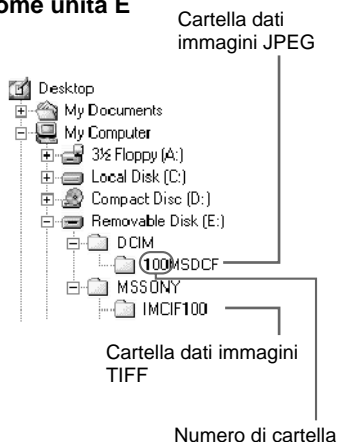 ome unità E
Cartella dati
immagini JPEG
Desktop
My Documents
My Computer
3½ Floppy (A:)
Local Disk (C:)
Compact Disc (D:)
Removable Disk (E:)
DCIM
100MSDCF
MSSONY
IMCIF100
Cartella dati immagini
TIFF
Numero di cartella